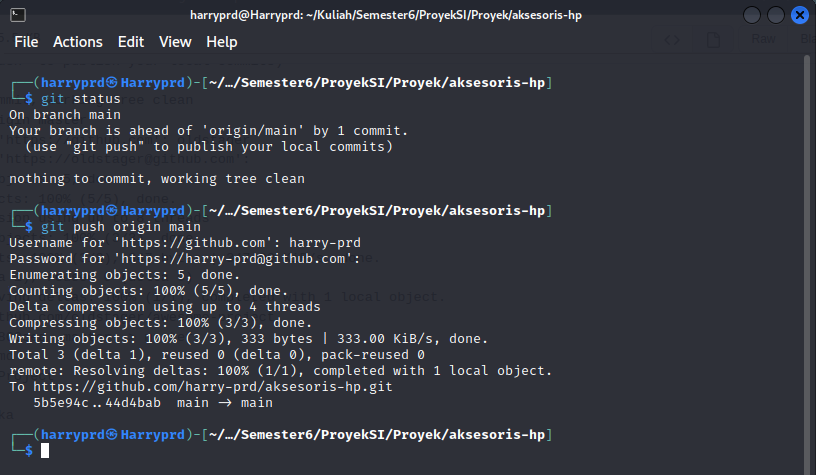 harryprd@Harryprd: ~/Kuliah/Semester6/ProyekSI/Proyek/aksesoris-hp
File Actions Edit View Help
┌──(harryprd㉿Harryprd)-[~/…/Semester6/ProyekSI/Proyek/aksesoris-hp]
└─$ git status
On branch main
Your branch is ahead of 'origin/main' by 1 commit.
  (use "git push" to publish your local commits)

nothing to commit, working tree clean

┌──(harryprd㉿Harryprd)-[~/…/Semester6/ProyekSI/Proyek/aksesoris-hp]
└─$ git push origin main
Username for 'https://github.com': harry-prd
Password for 'https://harry-prd@github.com':
Enumerating objects: 5, done.
Counting objects: 100% (5/5), done.
Delta compression using up to 4 threads
Compressing objects: 100% (3/3), done.
Writing objects: 100% (3/3), 333 bytes | 333.00 KiB/s, done.
Total 3 (delta 1), reused 0 (delta 0), pack-reused 0
remote: Resolving deltas: 100% (1/1), completed with 1 local object.
To https://github.com/harry-prd/aksesoris-hp.git
   5b5e94c..44d4bab  main -> main

┌──(harryprd㉿Harryprd)-[~/…/Semester6/ProyekSI/Proyek/aksesoris-hp]
└─$